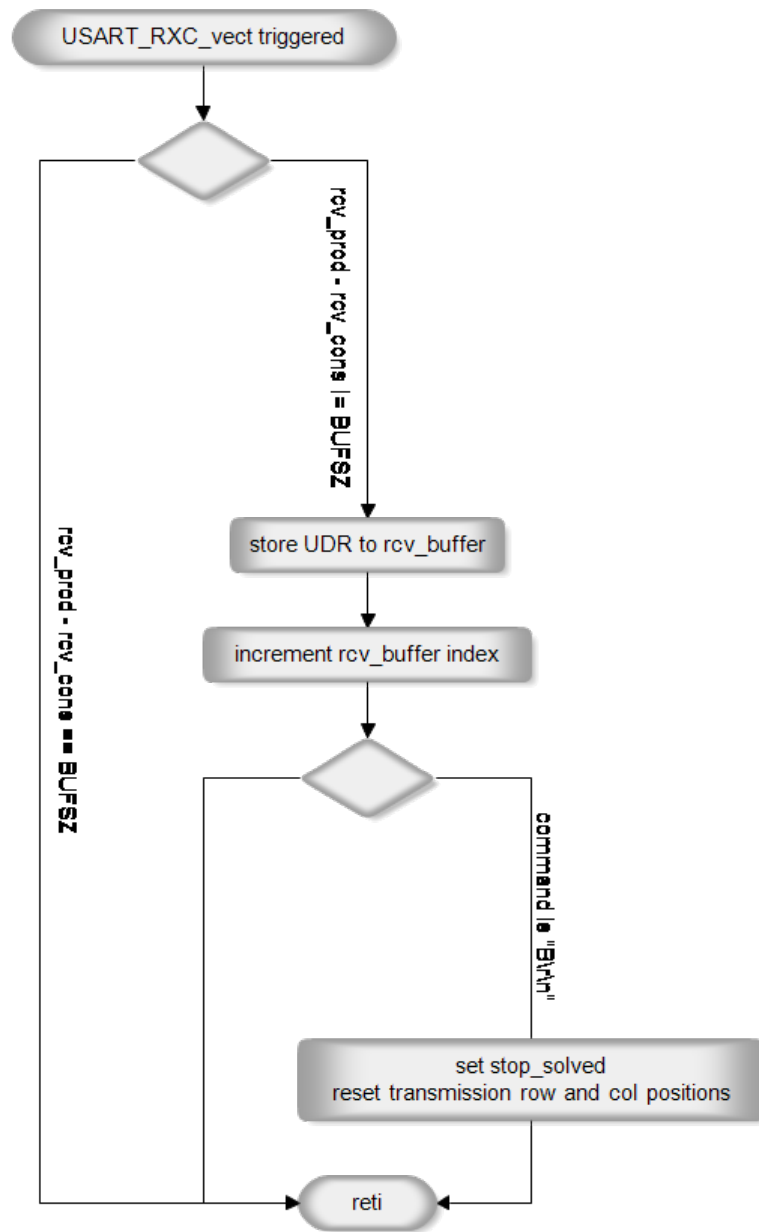 USART_RXC_vect triggered
rcv_prod - rcv_cons != BUFSZ
rcv_prod - rcv_cons == BUFSZ
store UDR to rcv_buffer
increment rcv_buffer index
command is "B\r\n"
set stop_solved
reset transmission row and col positions
reti